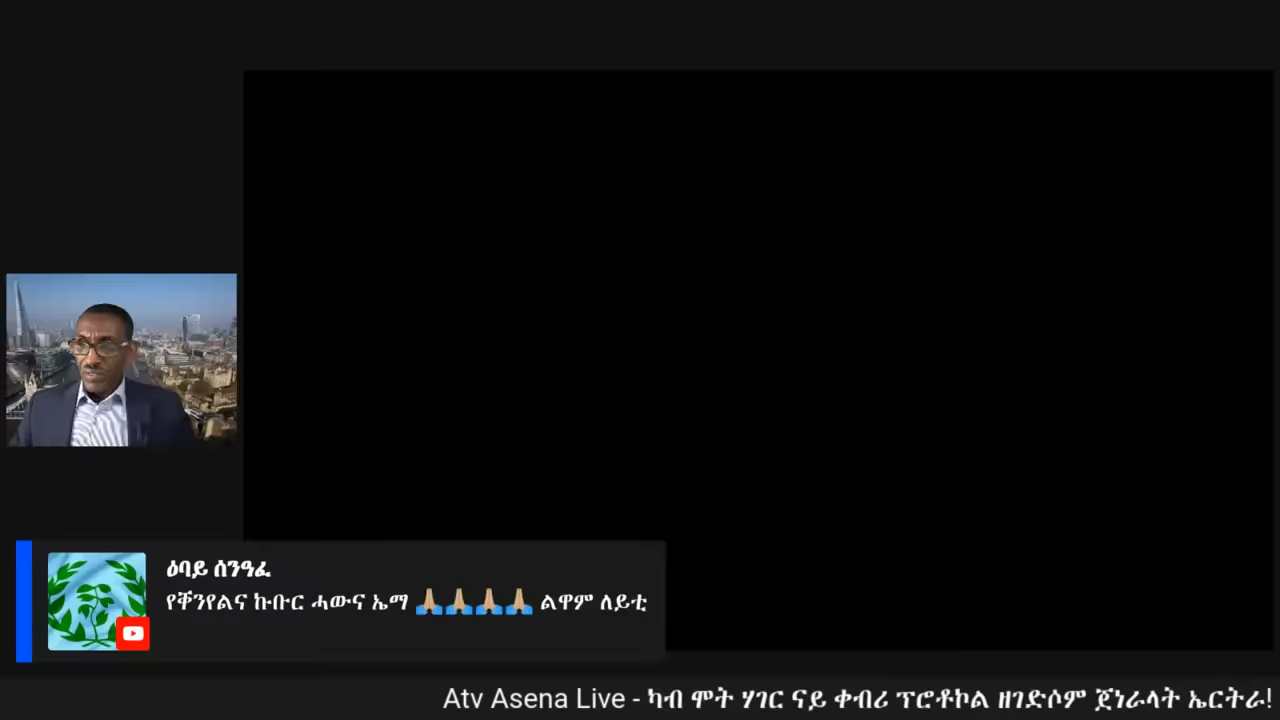 ዕባይ ሰንዓፈ
የቐንየልና ኩቡር ሓውና ኤማ 🙏🏼🙏🏼🙏🏼🙏🏼 ልዋም ለይቲ
Atv Asena Live - ካብ ሞት ሃገር ናይ ቀብሪ ፕሮቶኮል ዘገድሶም ጀነራላት ኤርትራ!